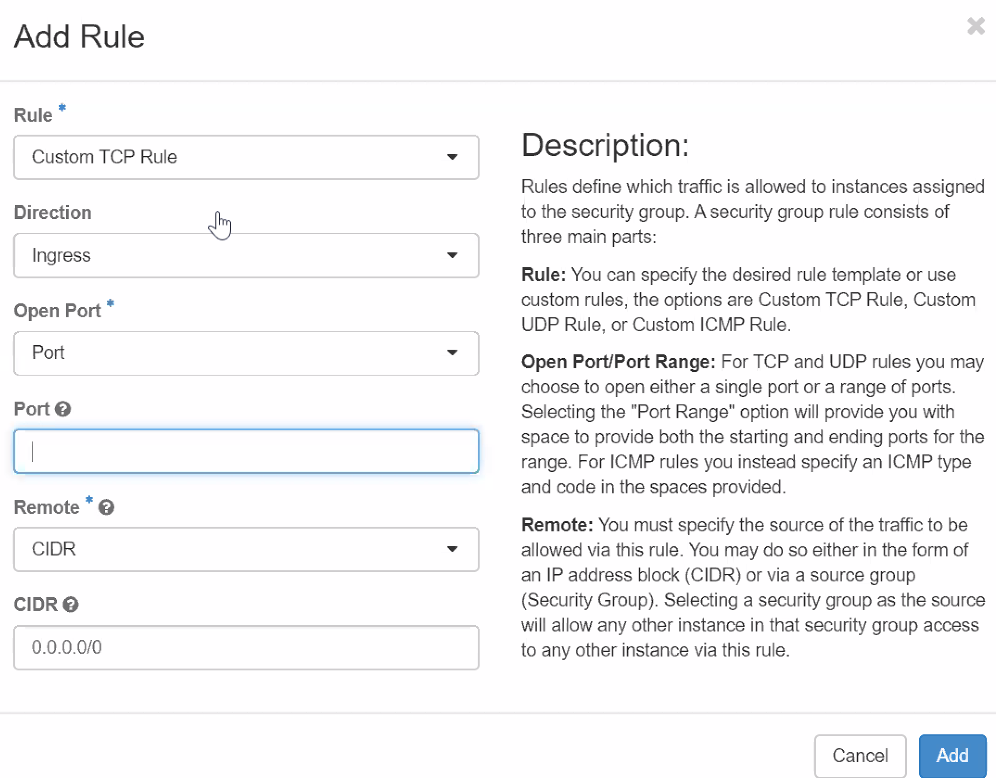 Add Rule
×
Rule *
Custom TCP Rule
Direction
Ingress
Open Port *
Port
Port ?
Remote * ?
CIDR
CIDR ?
0.0.0.0/0
Description:
Rules define which traffic is allowed to instances assigned
to the security group. A security group rule consists of
three main parts:
Rule: You can specify the desired rule template or use
custom rules, the options are Custom TCP Rule, Custom
UDP Rule, or Custom ICMP Rule.
Open Port/Port Range: For TCP and UDP rules you may
choose to open either a single port or a range of ports.
Selecting the "Port Range" option will provide you with
space to provide both the starting and ending ports for the
range. For ICMP rules you instead specify an ICMP type
and code in the spaces provided.
Remote: You must specify the source of the traffic to be
allowed via this rule. You may do so either in the form of
an IP address block (CIDR) or via a source group
(Security Group). Selecting a security group as the source
will allow any other instance in that security group access
to any other instance via this rule.
Cancel
Add